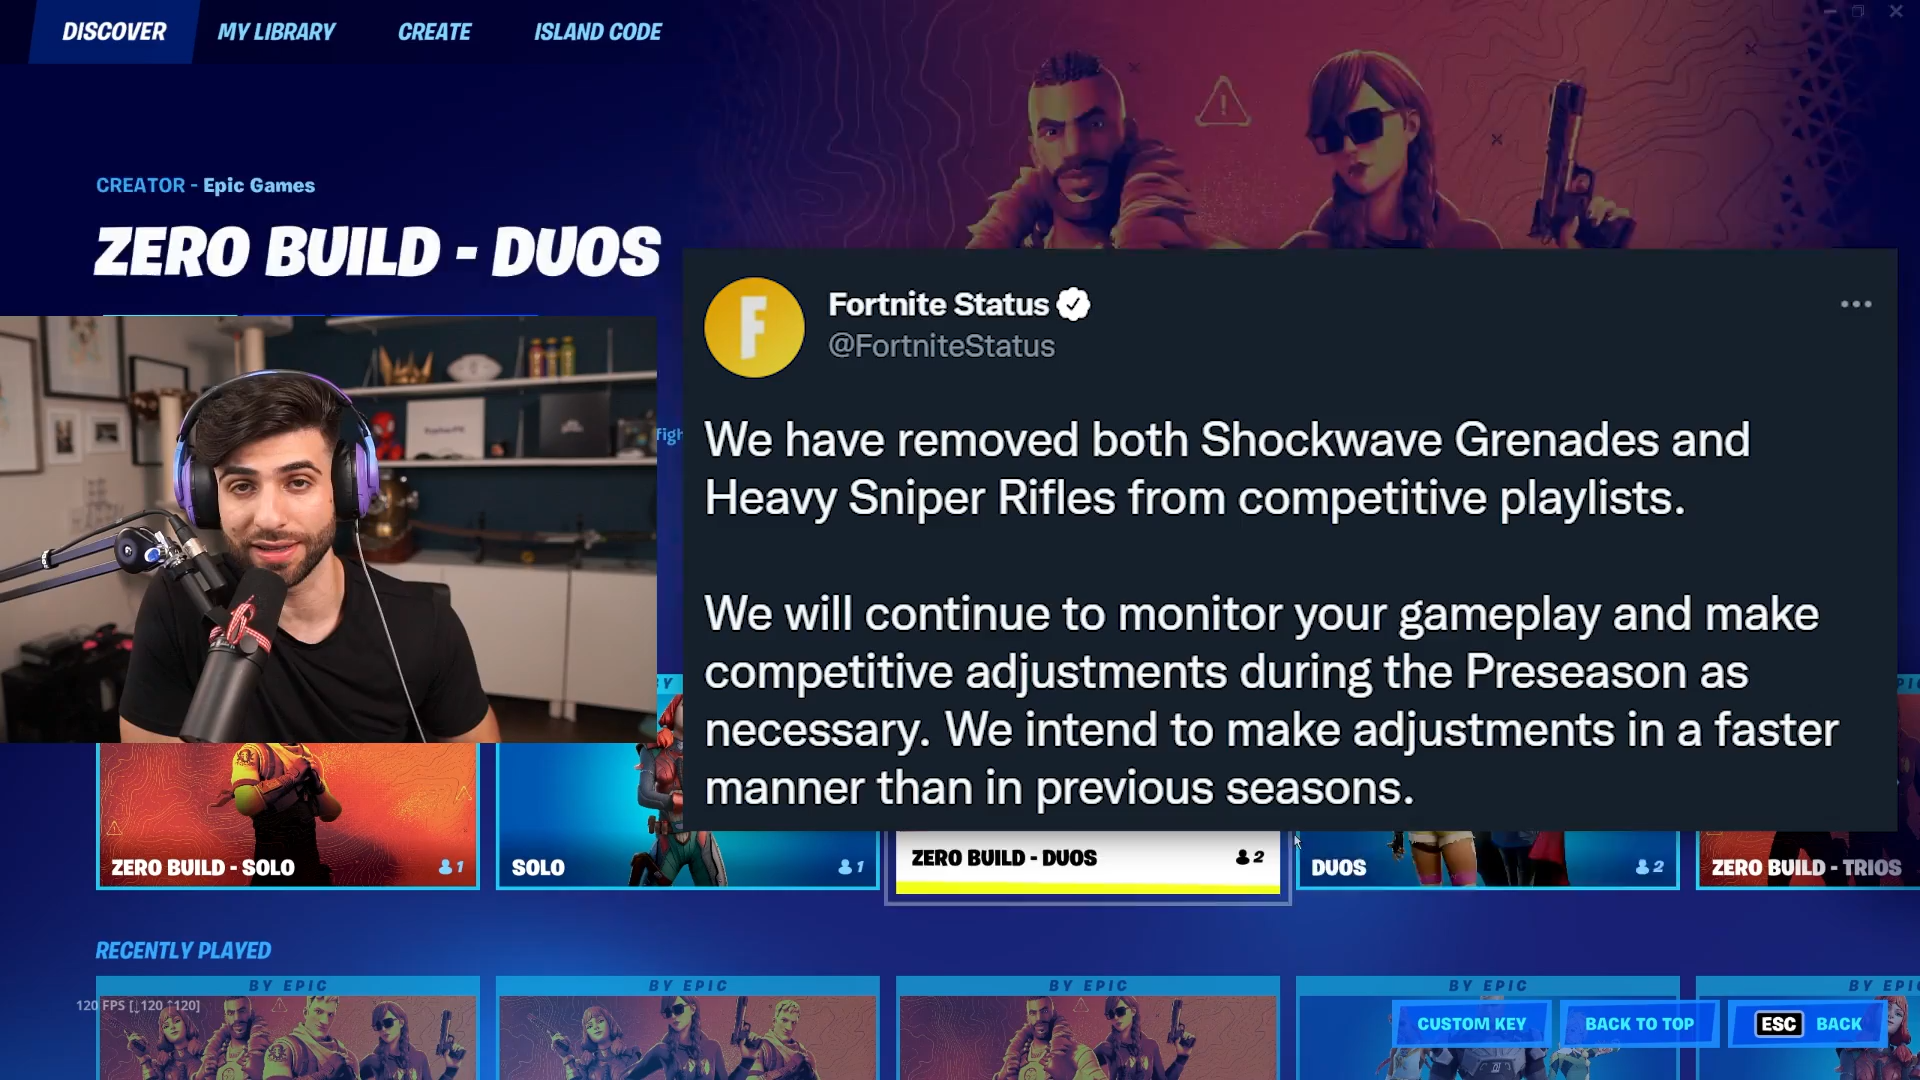 DISCOVER
MY LIBRARY
CREATE
ISLAND CODE
CREATOR - Epic Games
ZERO BUILD - DUOS
Fortnite Status
@FortniteStatus
We have removed both Shockwave Grenades and
Heavy Sniper Rifles from competitive playlists.
We will continue to monitor your gameplay and make
competitive adjustments during the Preseason as
necessary. We intend to make adjustments in a faster
manner than in previous seasons.
ZERO BUILD - SOLO
1
SOLO
1
ZERO BUILD - DUOS
2
DUOS
2
ZERO BUILD - TRIOS
RECENTLY PLAYED
BY EPIC
BY EPIC
BY EPIC
BY EPIC
BY EPIC
120 FPS [↓120 ↑120]
CUSTOM KEY
BACK TO TOP
ESC BACK